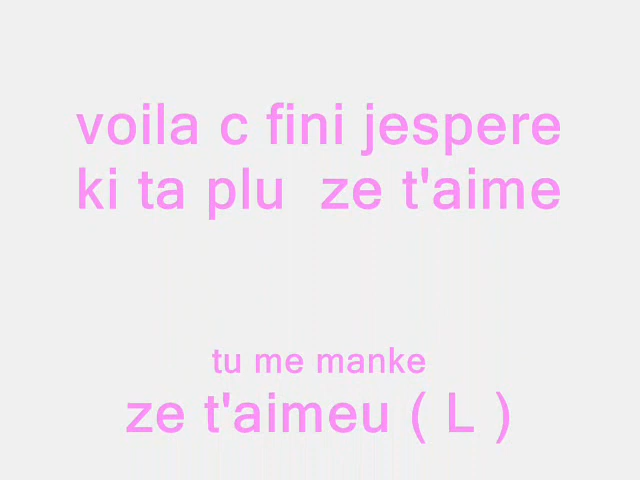 voila c fini jespere
ki ta plu ze t'aime
tu me manke
ze t'aimeu ( L )